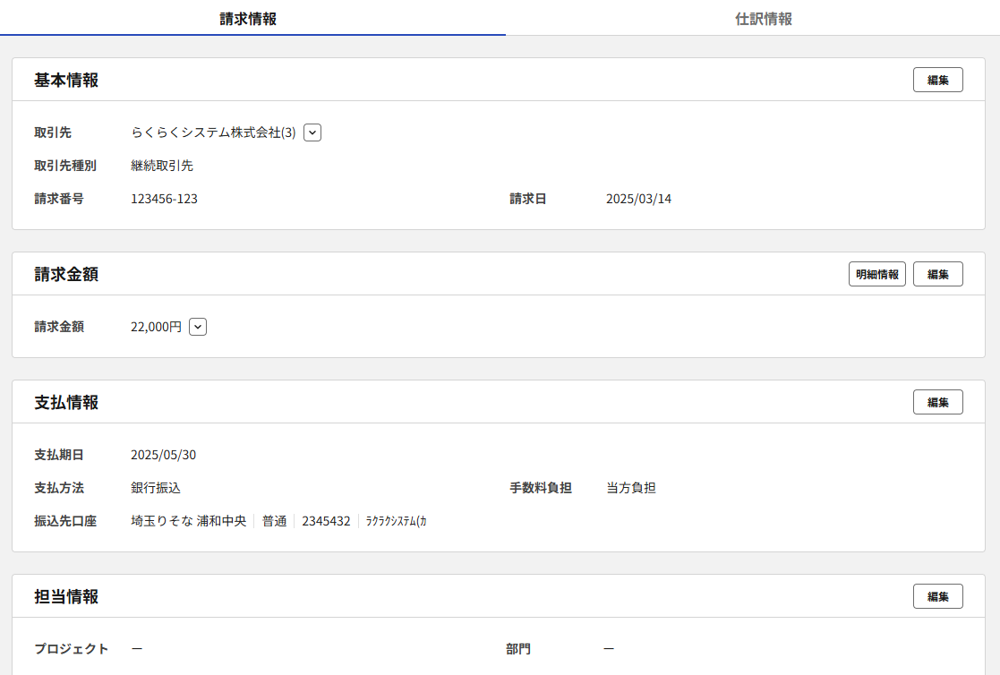 請求情報 仕訳情報
基本情報 編集
取引先 らくらくシステム株式会社(3)
取引先種別 継続取引先
請求番号 123456-123 請求日 2025/03/14
請求金額 明細情報 編集
請求金額 22,000円
支払情報 編集
支払期日 2025/05/30
支払方法 銀行振込 手数料負担 当方負担
振込先口座 埼玉りそな 浦和中央 普通 2345432 ﾗｸﾗｸｼｽﾃﾑ(ｶ
担当情報 編集
プロジェクト ー 部門 ー